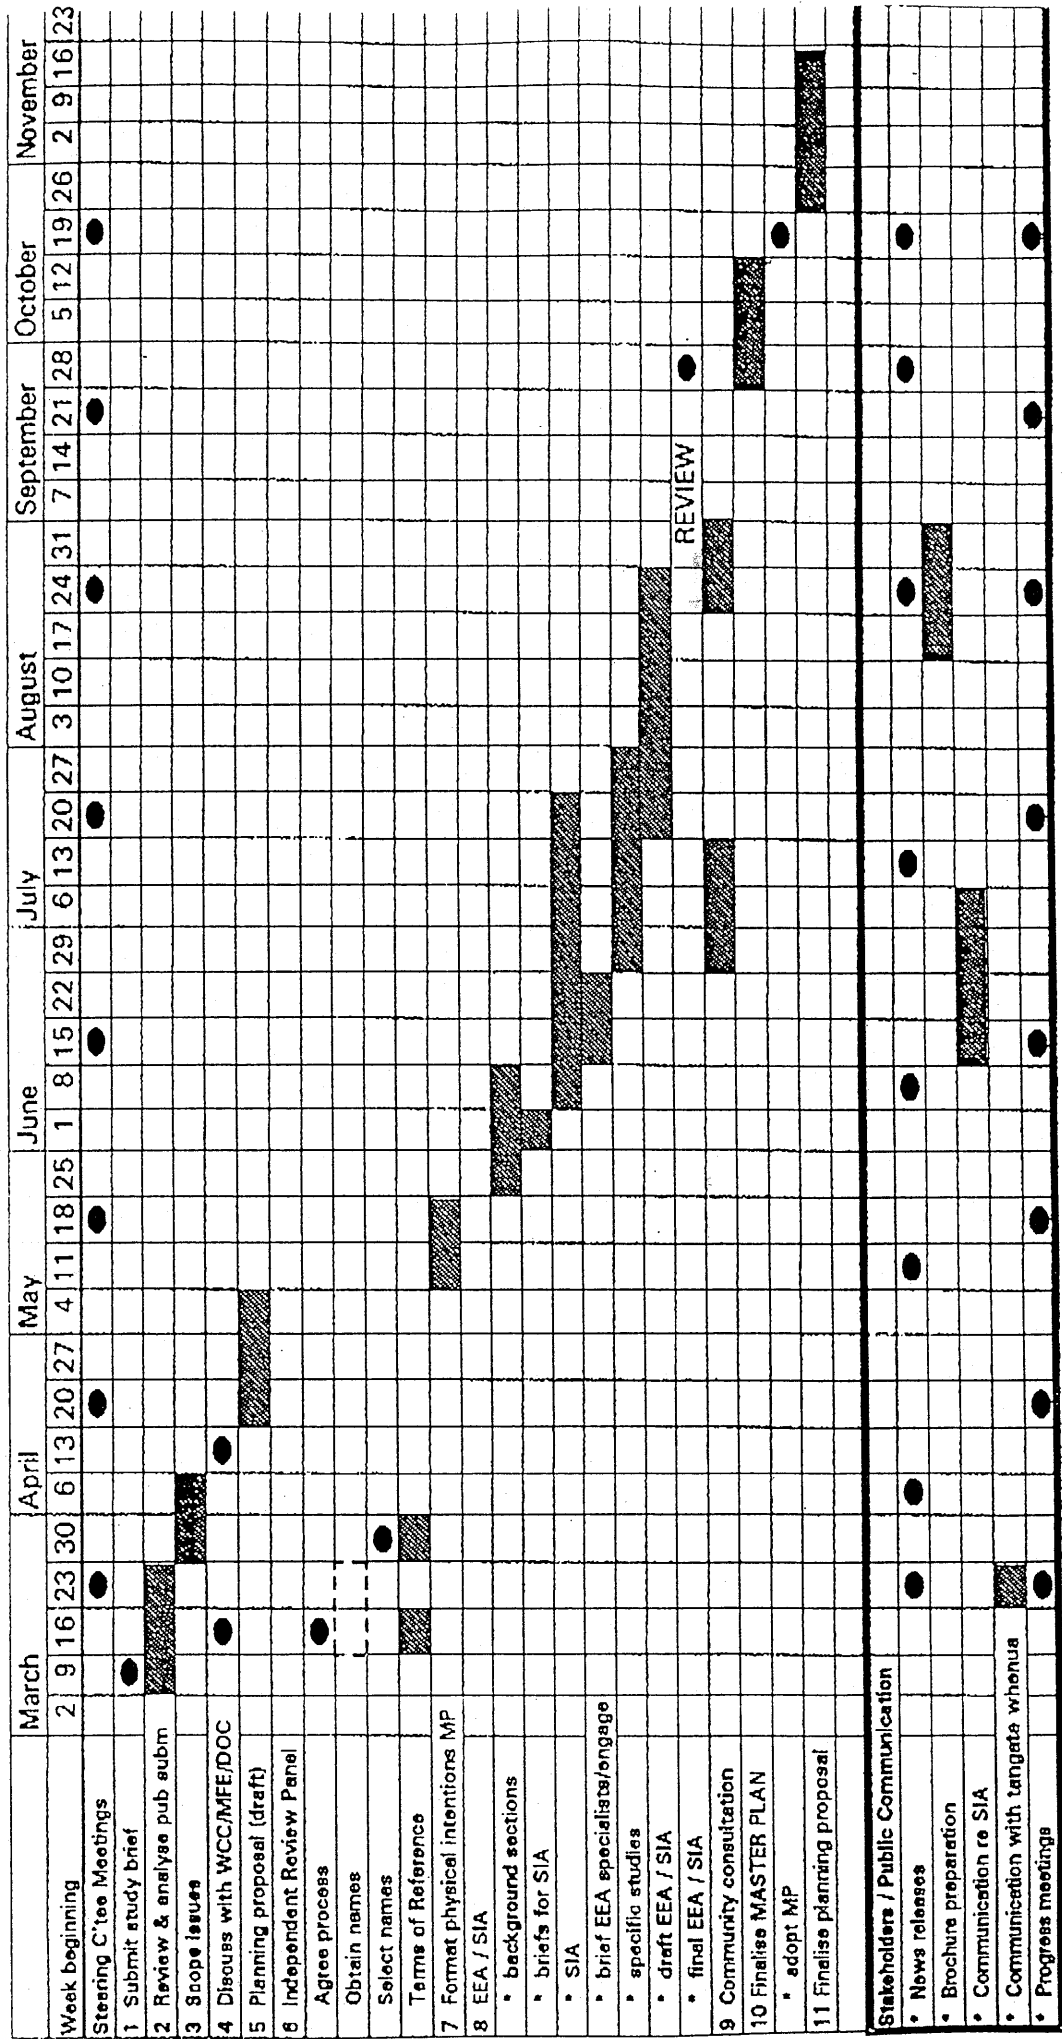 March April May June July August September October November
Week beginning 2 9 16 23 30 6 13 20 27 4 11 18 25 1 8 15 22 29 6 13 20 27 3 10 17 24 31 7 14 21 28 5 12 19 26 2 9 16 23
Steering C'tee Meetings
1 Submit study brief
2 Review & analyse pub subm
3 Scope issues
4 Discuss with WCC/MFE/DOC
5 Planning proposal (draft)
6 Independent Review Panel
Agree process
Obtain names
Select names
Terms of Reference
7 Format physical intentions MP
8 EEA / SIA
• background sections
• briefs for SIA
• SIA
• brief EEA specialists/engage
• specific studies
• draft EEA / SIA
• final EEA / SIA REVIEW
9 Community consultation
10 Finalise MASTER PLAN
• adopt MP
11 Finalise planning proposal
Stakeholders / Public Communication
• News releases
• Brochure preparation
• Communication re SIA
• Communication with tangata whenua
• Progress meetings